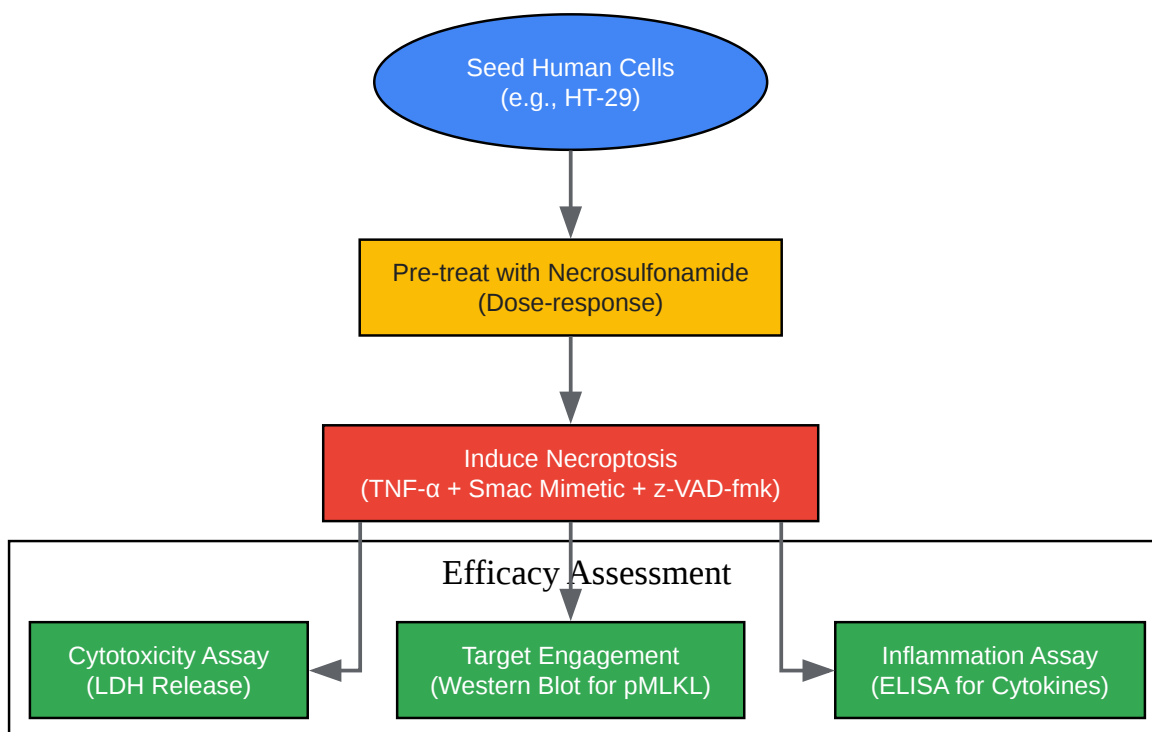 Seed Human Cells
(e.g., HT-29)
Pre-treat with Necrosulfonamide
(Dose-response)
Induce Necroptosis
(TNF-α + Smac Mimetic + z-VAD-fmk)
Efficacy Assessment
Cytotoxicity Assay
(LDH Release)
Target Engagement
(Western Blot for pMLKL)
Inflammation Assay
(ELISA for Cytokines)